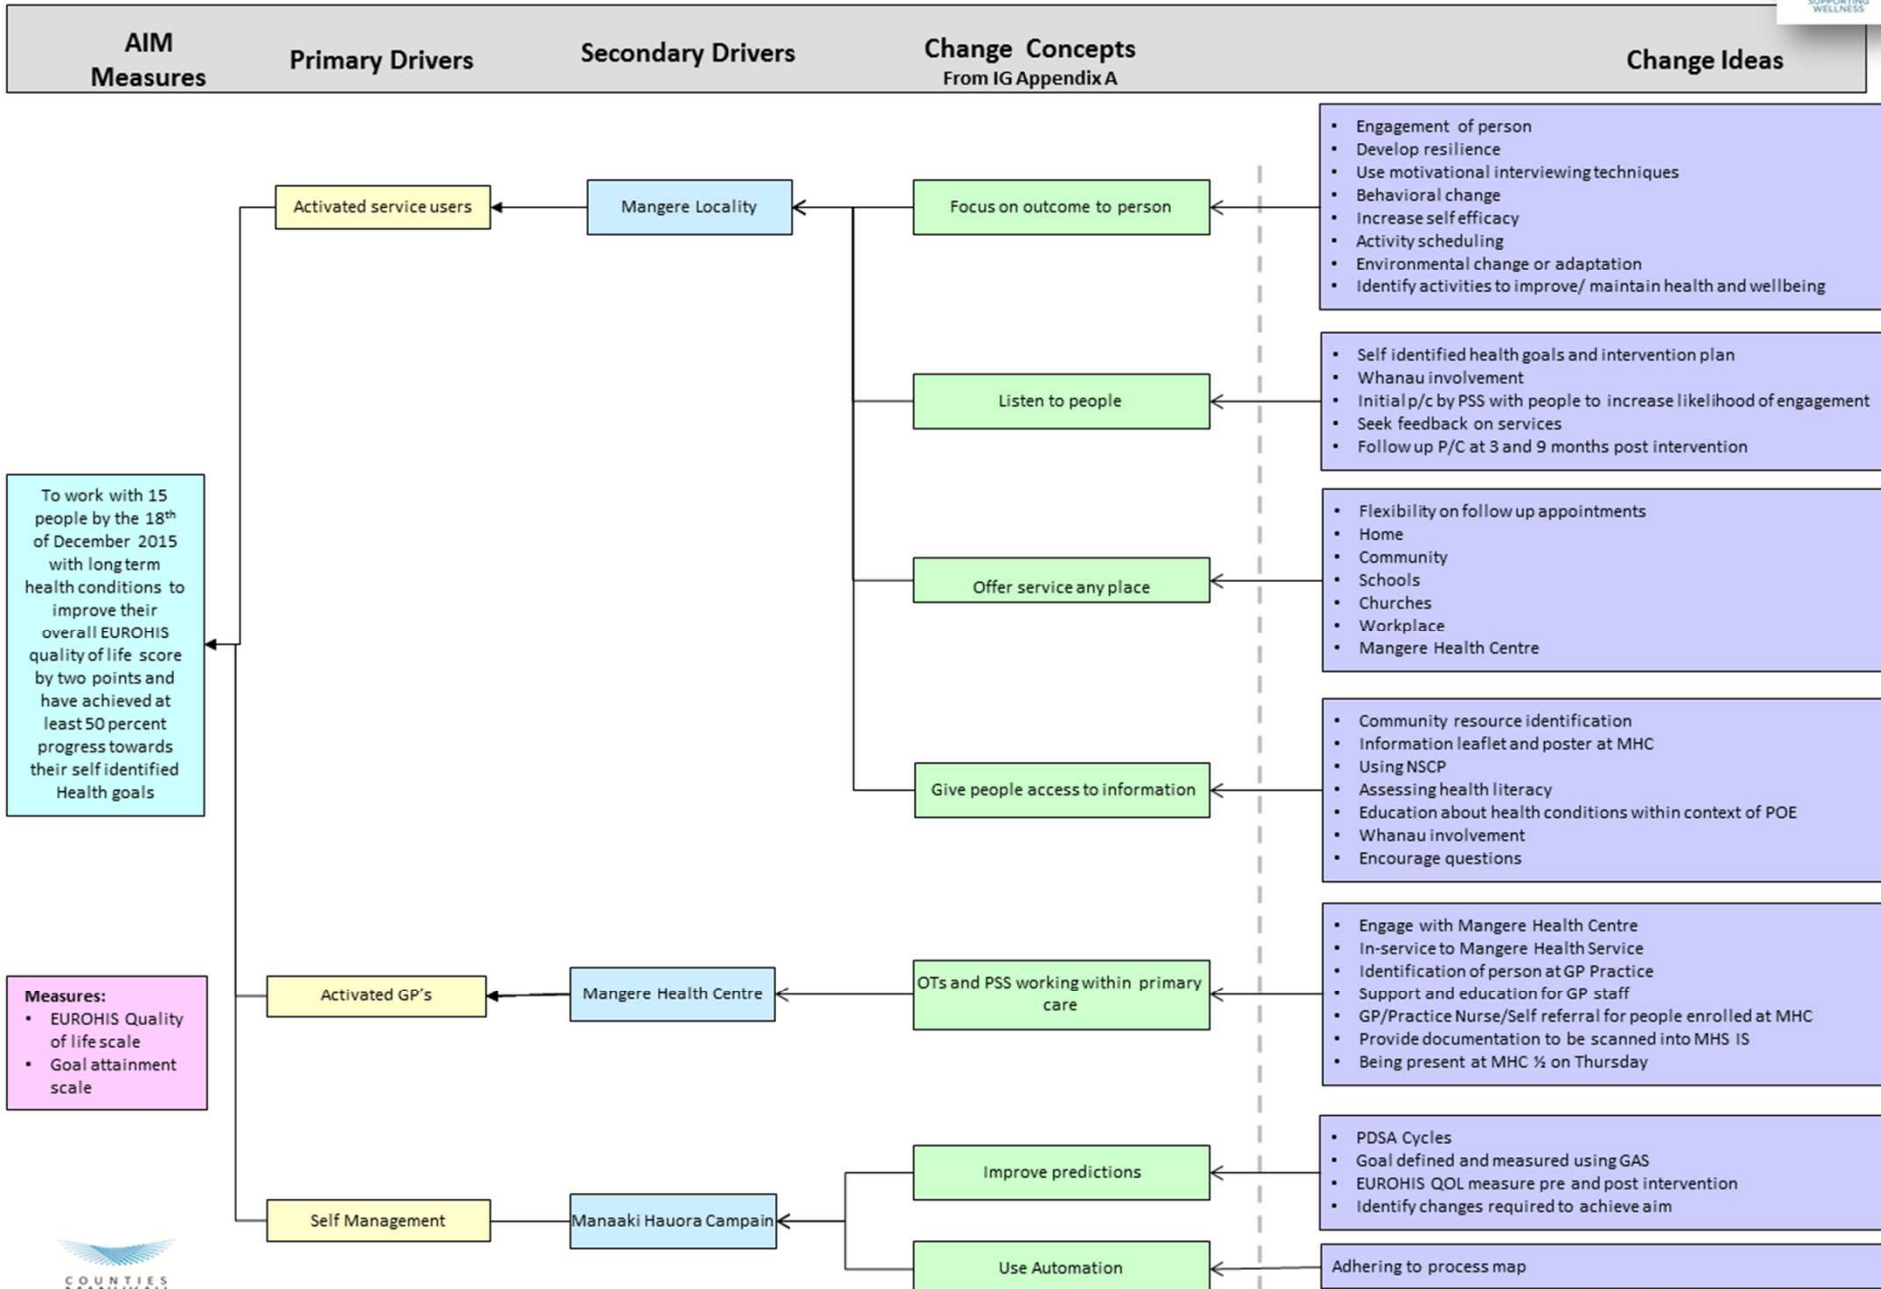 SUPPORTING
WELLNESS
AIM
Measures
Primary Drivers
Secondary Drivers
Change Concepts
From IG Appendix A
Change Ideas
Activated service users
Mangere Locality
Focus on outcome to person
• Engagement of person
• Develop resilience
• Use motivational interviewing techniques
• Behavioral change
• Increase self efficacy
• Activity scheduling
• Environmental change or adaptation
• Identify activities to improve/ maintain health and wellbeing
Listen to people
• Self identified health goals and intervention plan
• Whanau involvement
• Initial p/c by PSS with people to increase likelihood of engagement
• Seek feedback on services
• Follow up P/C at 3 and 9 months post intervention
To work with 15
people by the 18th
of December 2015
with long term
health conditions to
improve their
overall EUROHIS
quality of life score
by two points and
have achieved at
least 50 percent
progress towards
their self identified
Health goals
Offer service any place
• Flexibility on follow up appointments
• Home
• Community
• Schools
• Churches
• Workplace
• Mangere Health Centre
Give people access to information
• Community resource identification
• Information leaflet and poster at MHC
• Using NSCP
• Assessing health literacy
• Education about health conditions within context of POE
• Whanau involvement
• Encourage questions
Measures:
• EUROHIS Quality
of life scale
• Goal attainment
scale
Activated GP's
Mangere Health Centre
OTs and PSS working within primary
care
• Engage with Mangere Health Centre
• In-service to Mangere Health Service
• Identification of person at GP Practice
• Support and education for GP staff
• GP/Practice Nurse/Self referral for people enrolled at MHC
• Provide documentation to be scanned into MHS IS
• Being present at MHC ½ on Thursday
Self Management
Manaaki Hauora Campain
Improve predictions
• PDSA Cycles
• Goal defined and measured using GAS
• EUROHIS QOL measure pre and post intervention
• Identify changes required to achieve aim
Use Automation
Adhering to process map
COUNTIES